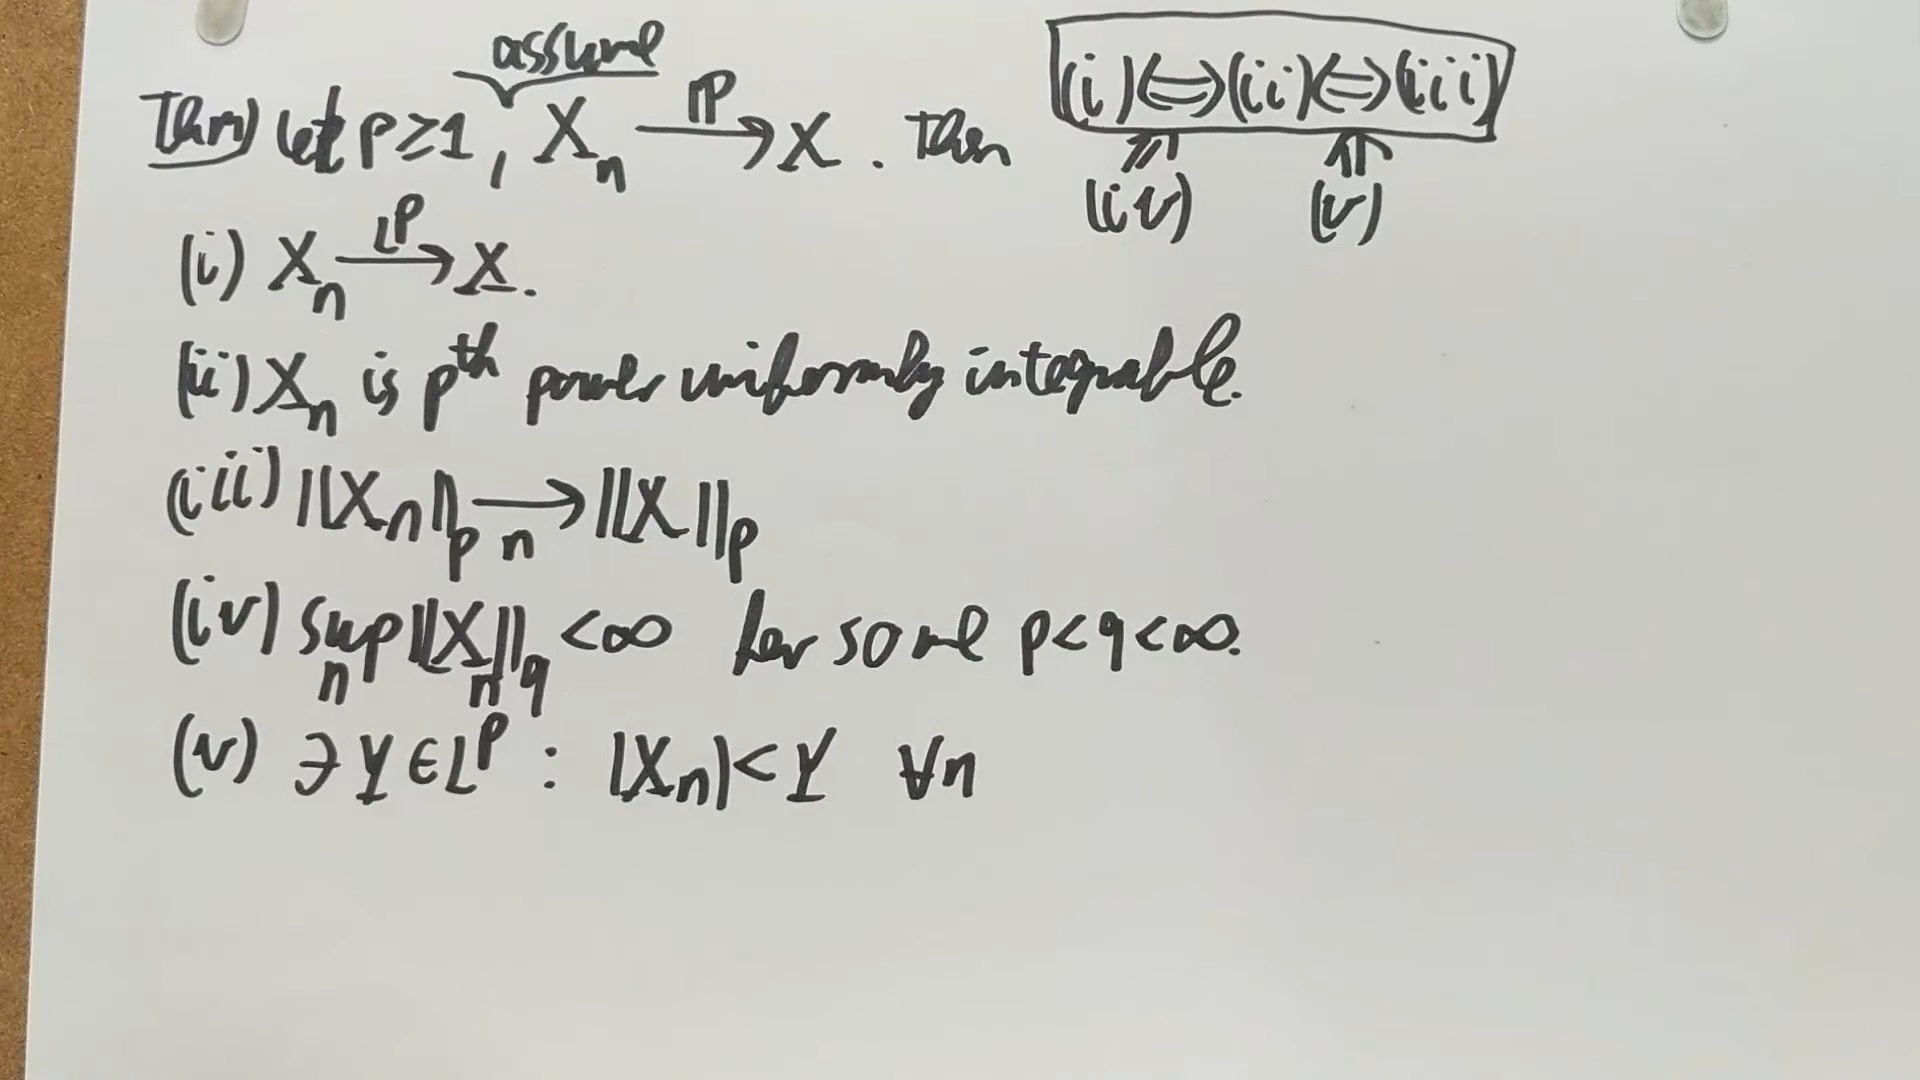 assume
Thm) Let p≥1, Xₙ —ℙ→ X. Then (i)⇔(ii)⇔(iii)
⇑ ⇑
(iv) (v)
(i) Xₙ —Lᵖ→ X.
(ii) Xₙ is pᵗʰ power uniformly integrable.
(iii) ||Xₙ||ₚ →ₙ ||X||ₚ
(iv) supₙ ||Xₙ||_q <∞ for some p<q<∞.
(v) ∃ Y∈Lᵖ : |Xₙ|<Y ∀n